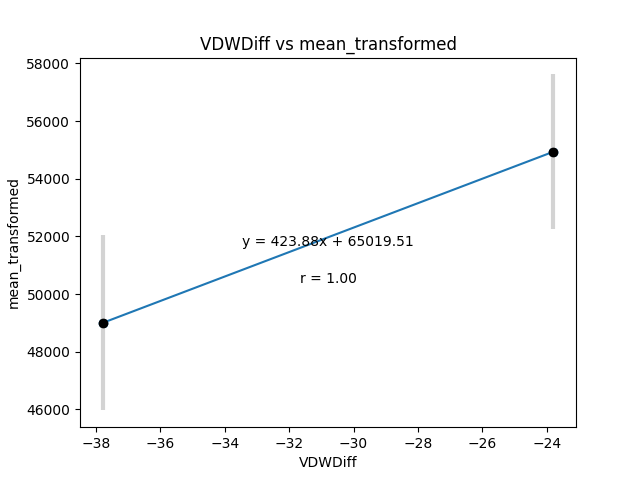 VDWDiff vs mean_transformed
58000
56000
54000
52000
50000
48000
46000
mean_transformed
y = 423.88x + 65019.51
r = 1.00
−38 −36 −34 −32 −30 −28 −26 −24
VDWDiff